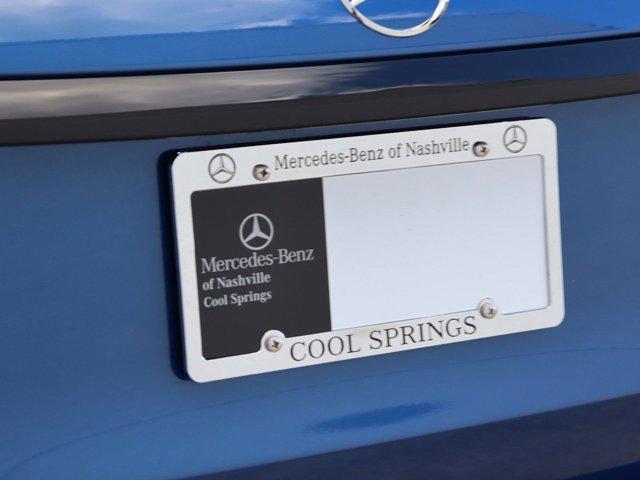 Mercedes-Benz of Nashville
Mercedes-Benz
of Nashville
Cool Springs
COOL SPRINGS